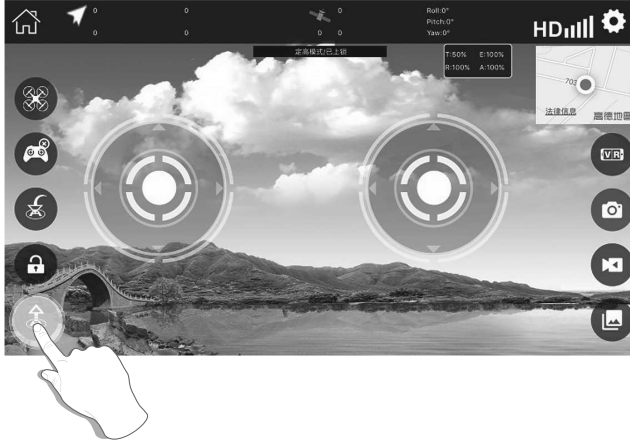 0 0 0 Roll:0°
Pitch:0°
0 0 0 0 Yaw:0°
HD
定高模式/已上锁
T:50% E:100%
R:100% A:100%
703
法律信息 高德地图
VR